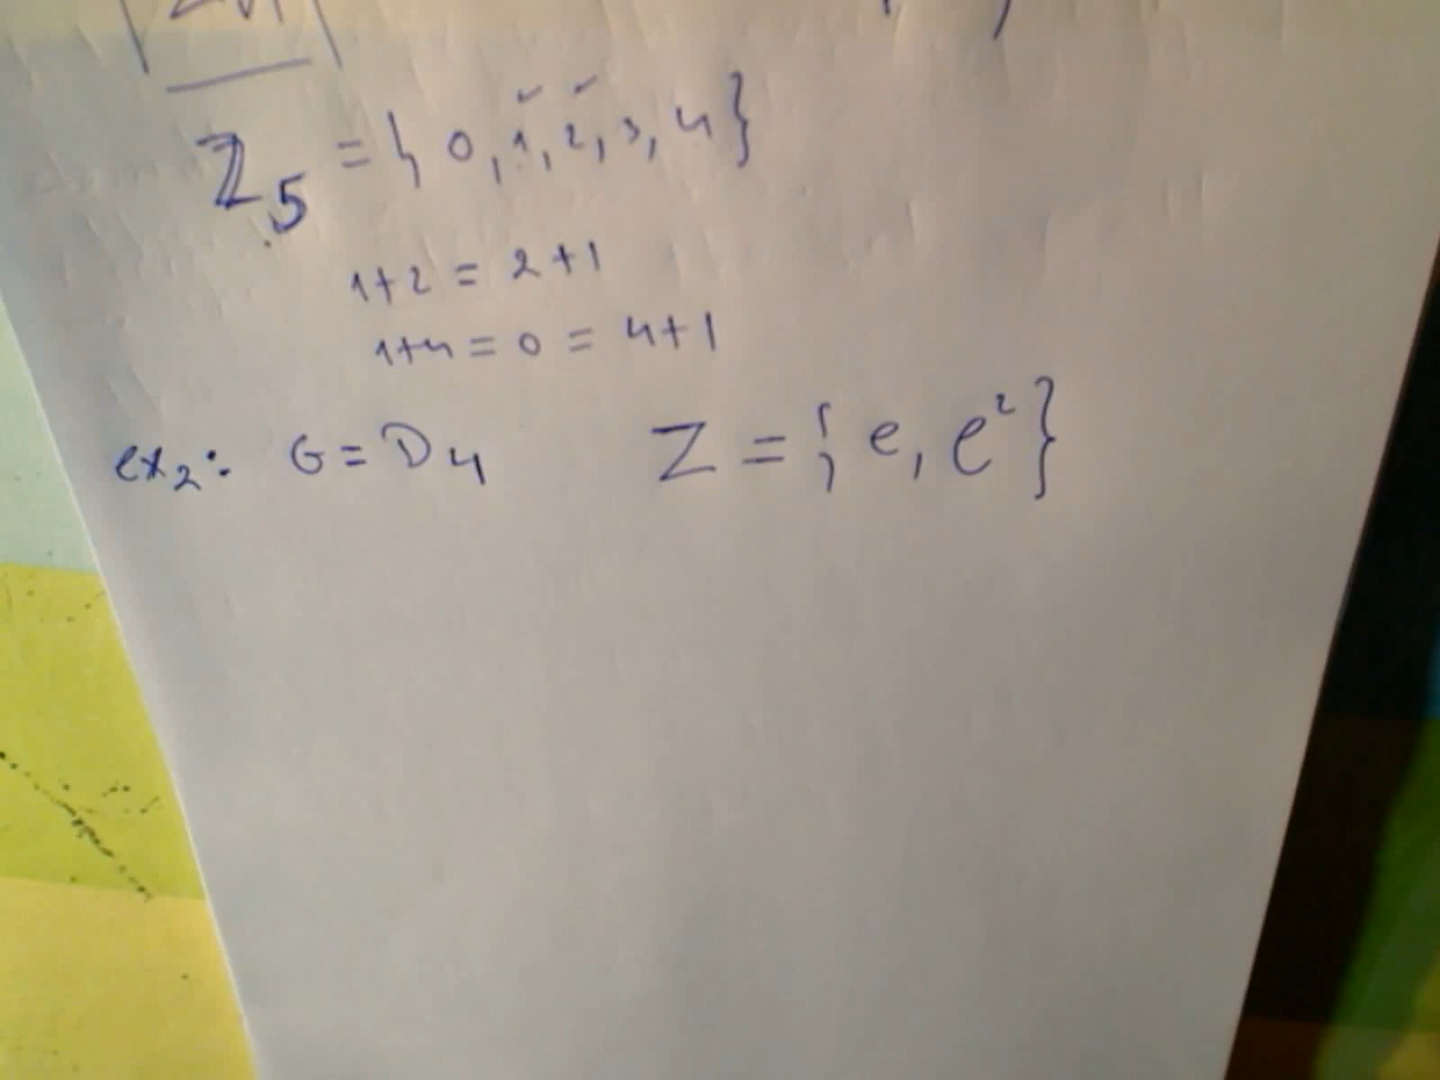 Z₅ = { 0, 1, 2, 3, 4 }
1+2 = 2+1
1+4 = 0 = 4+1
ex₂: G = D₄ Z = { e, e² }